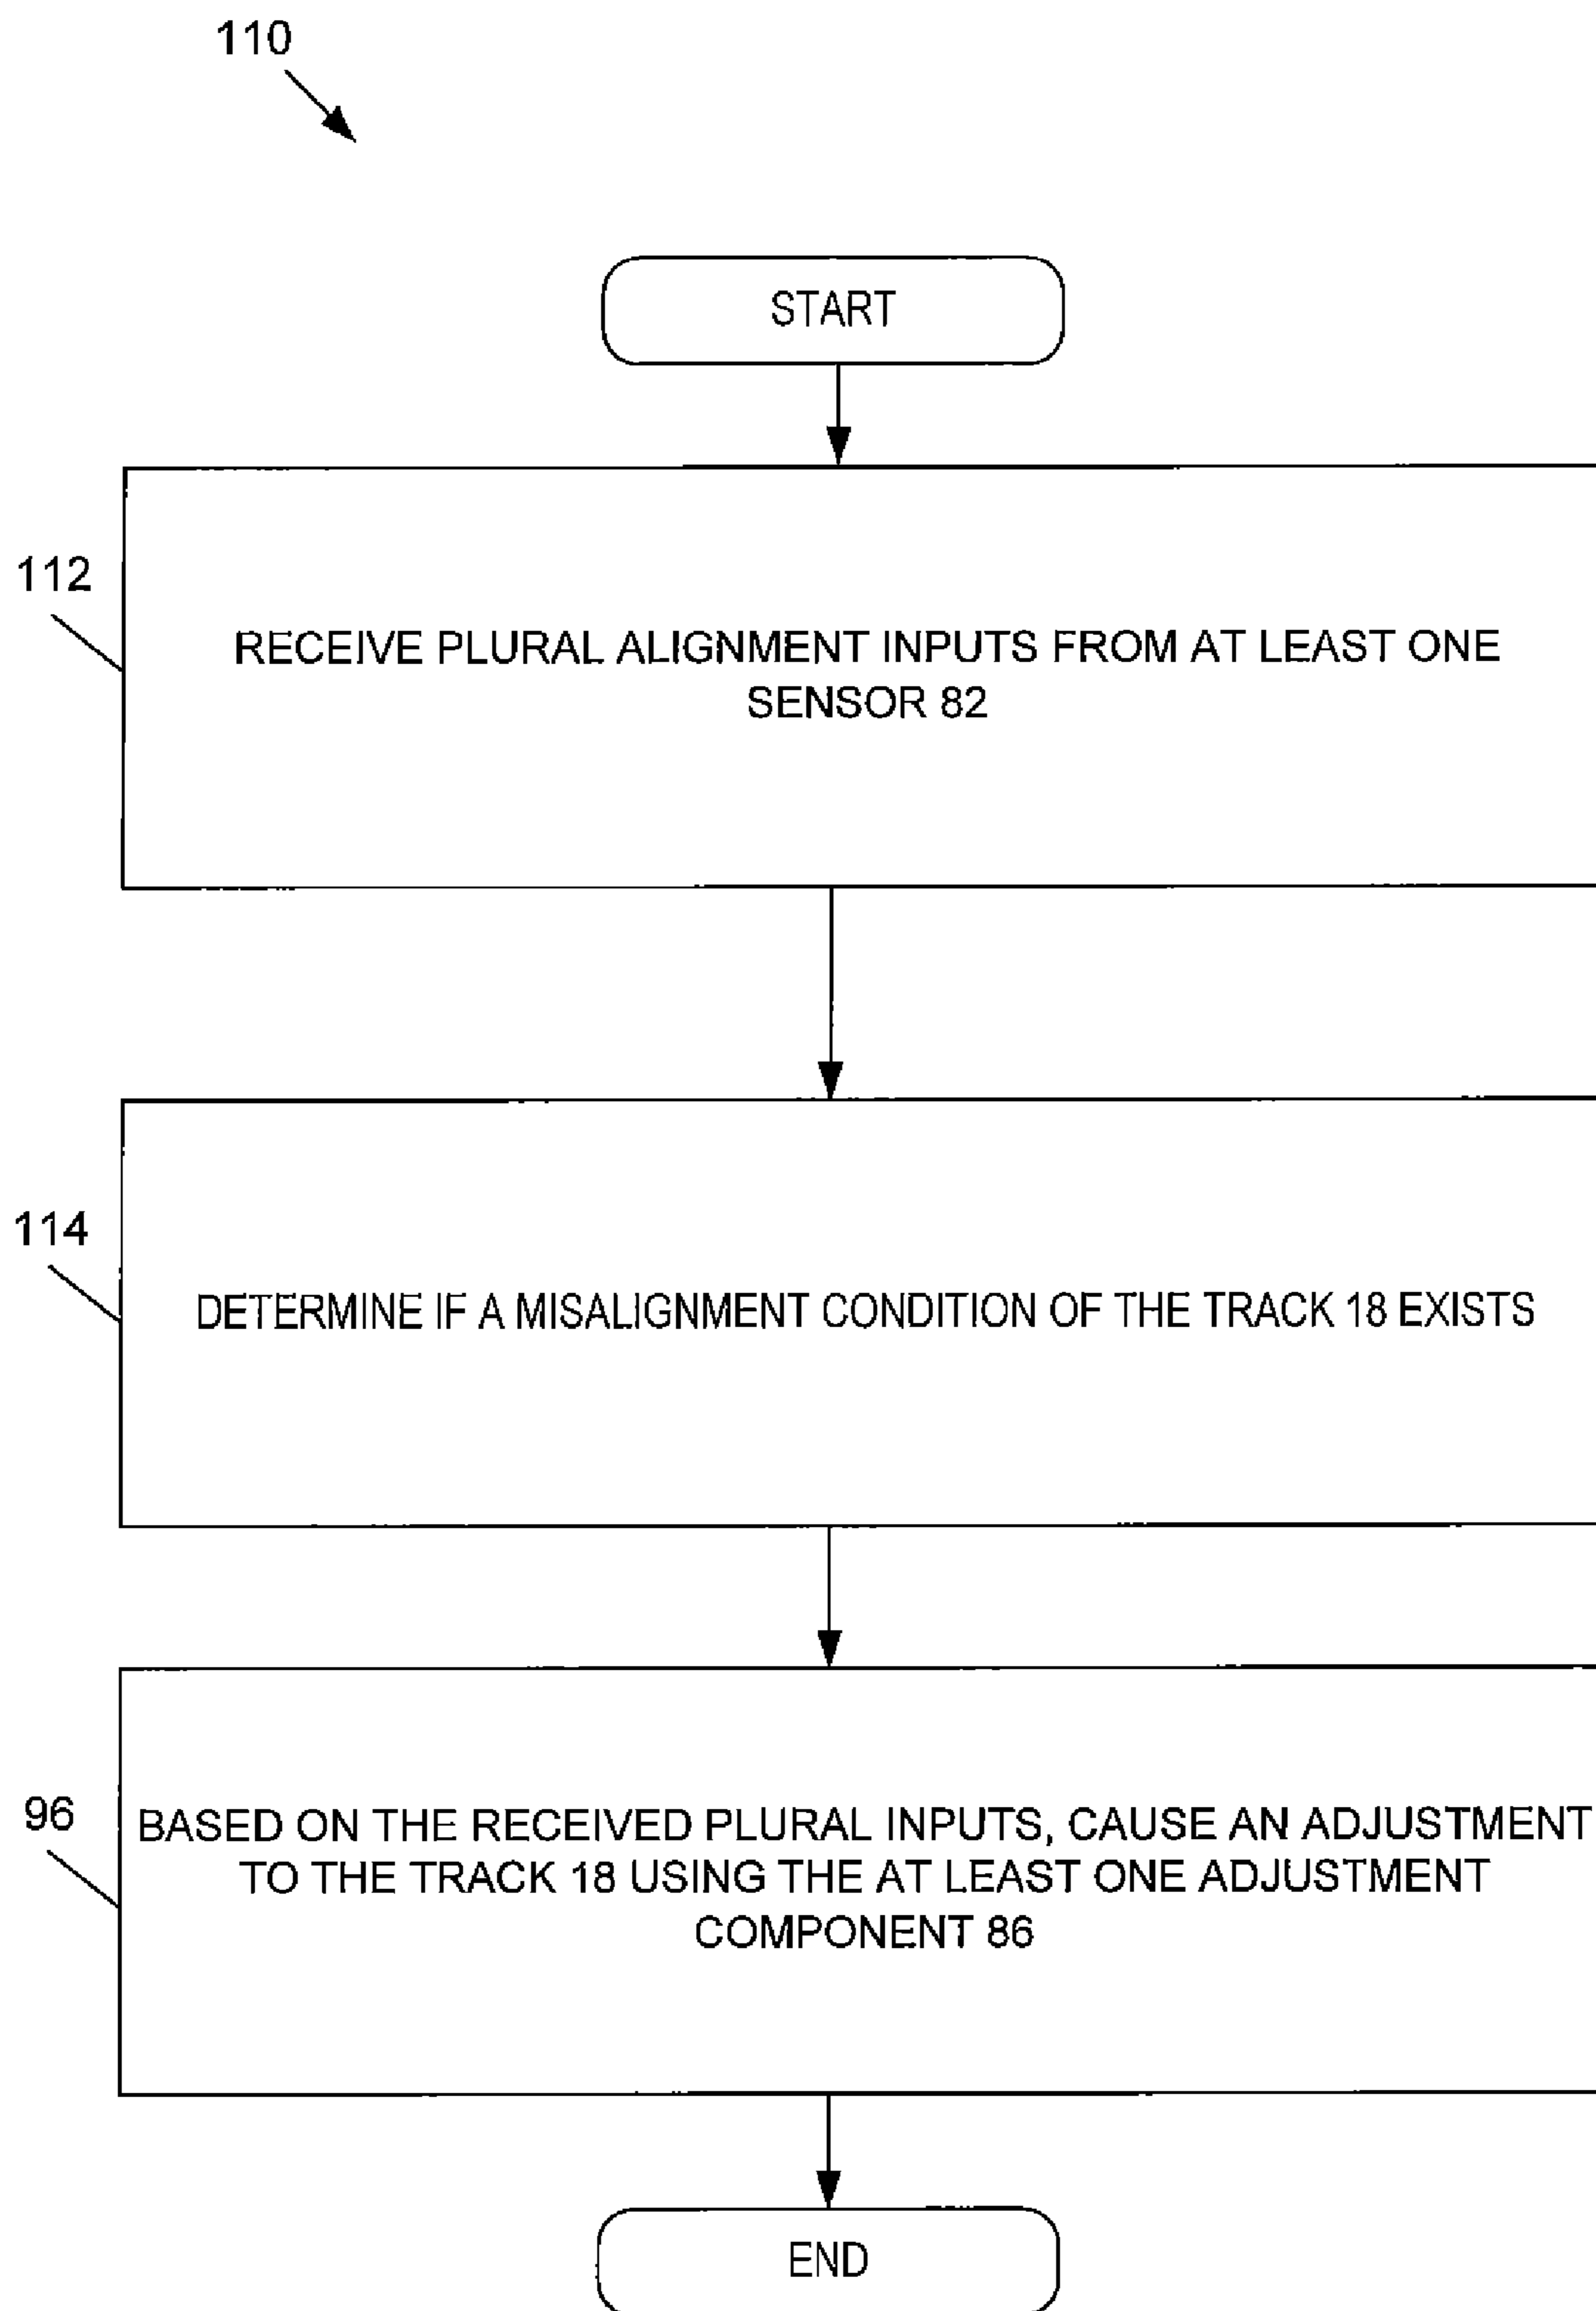 110
START
112
RECEIVE PLURAL ALIGNMENT INPUTS FROM AT LEAST ONE
SENSOR 82
114
DETERMINE IF A MISALIGNMENT CONDITION OF THE TRACK 18 EXISTS
96
BASED ON THE RECEIVED PLURAL INPUTS, CAUSE AN ADJUSTMENT
TO THE TRACK 18 USING THE AT LEAST ONE ADJUSTMENT
COMPONENT 86
END